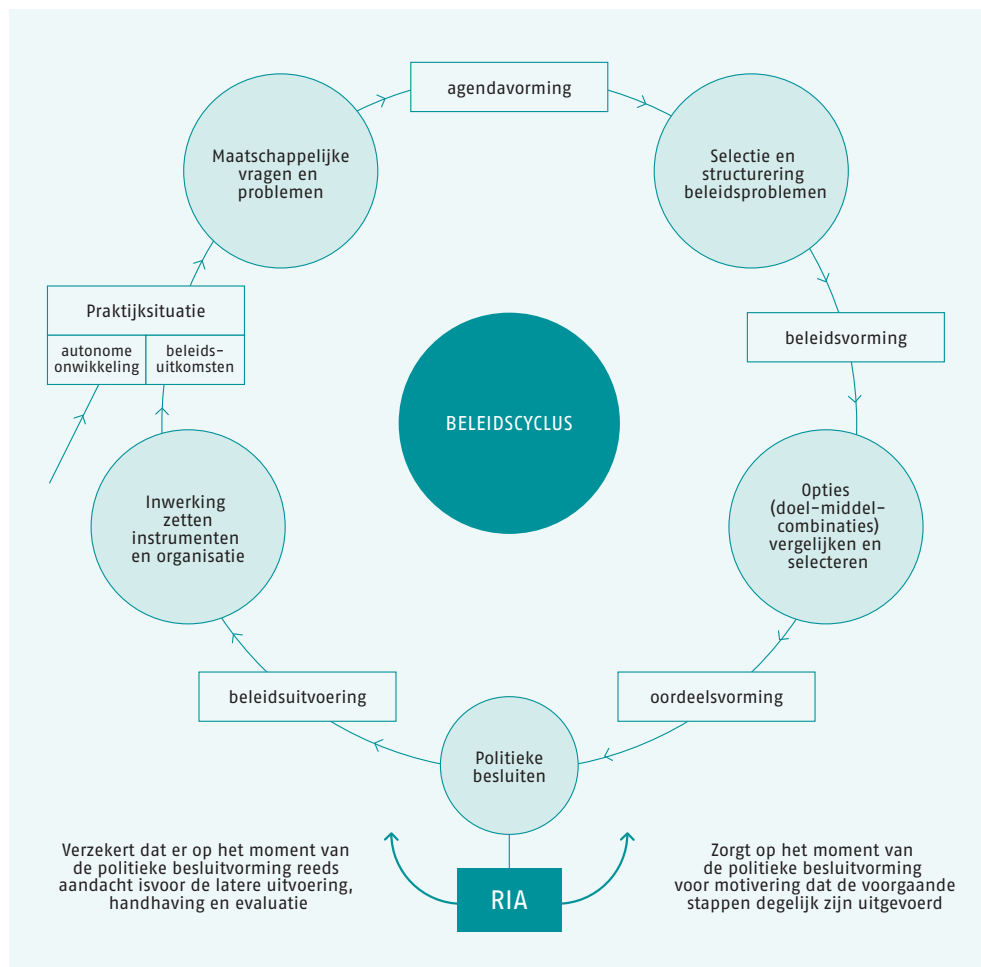 agendavorming
Maatschappelijke
vragen en
problemen
Selectie en
structurering
beleidsproblemen
Praktijksituatie
autonome
onwikkeling
beleids-
uitkomsten
beleidsvorming
BELEIDSCYCLUS
Inwerking
zetten
instrumenten
en organisatie
Opties
(doel-middel-
combinaties)
vergelijken en
selecteren
beleidsuitvoering
oordeelsvorming
Politieke
besluiten
Verzekert dat er op het moment van
de politieke besluitvorming reeds
aandacht isvoor de latere uitvoering,
handhaving en evaluatie
RIA
Zorgt op het moment van
de politieke besluitvorming
voor motivering dat de voorgaande
stappen degelijk zijn uitgevoerd